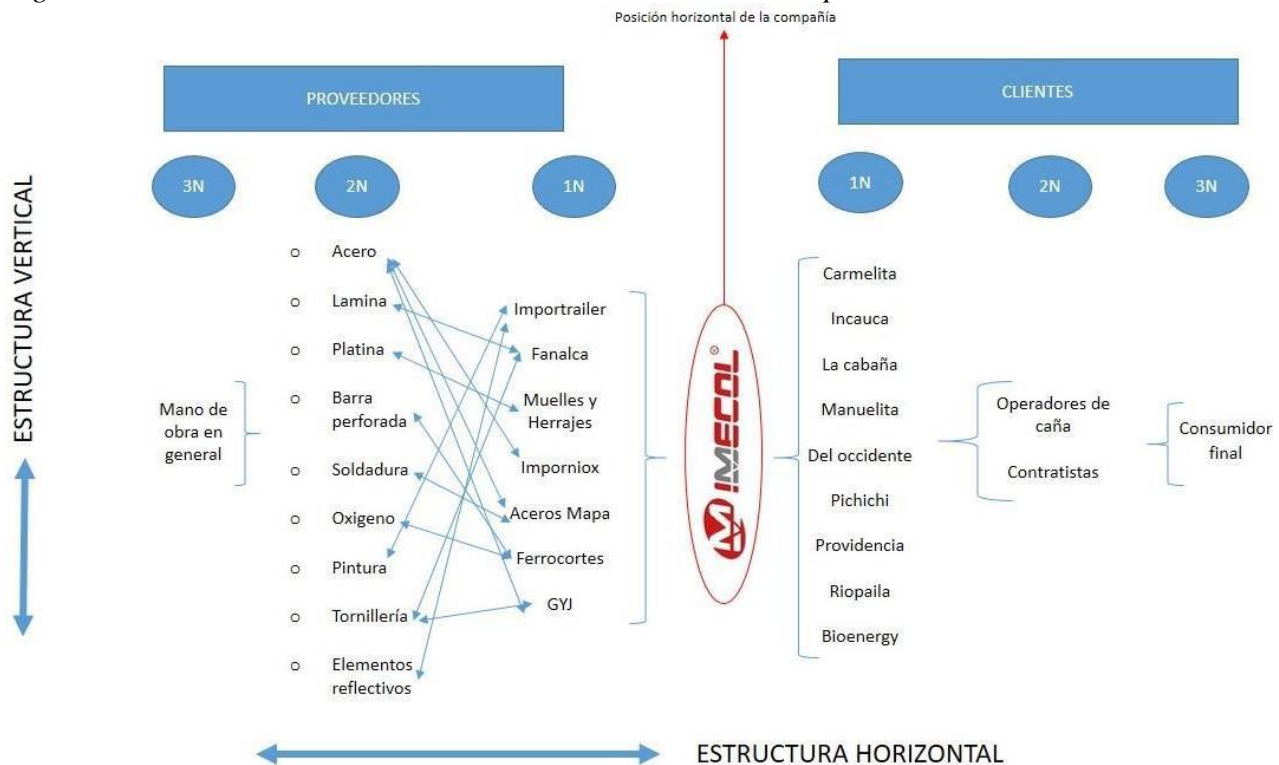 Posición horizontal de la compañía
PROVEEDORES
CLIENTES
3N
2N
1N
1N
2N
3N
ESTRUCTURA VERTICAL
Mano de
obra en
general
o Acero
o Lamina
o Platina
o Barra
perforada
o Soldadura
o Oxigeno
o Pintura
o Tornillería
o Elementos
reflectivos
Importrailer
Fanalca
Muelles y
Herrajes
Imporniox
Aceros Mapa
Ferrocortes
GYJ
IMECOL®
Carmelita
Incauca
La cabaña
Manuelita
Del occidente
Pichichi
Providencia
Riopaila
Bioenergy
Operadores de
caña
Contratistas
Consumidor
final
ESTRUCTURA HORIZONTAL